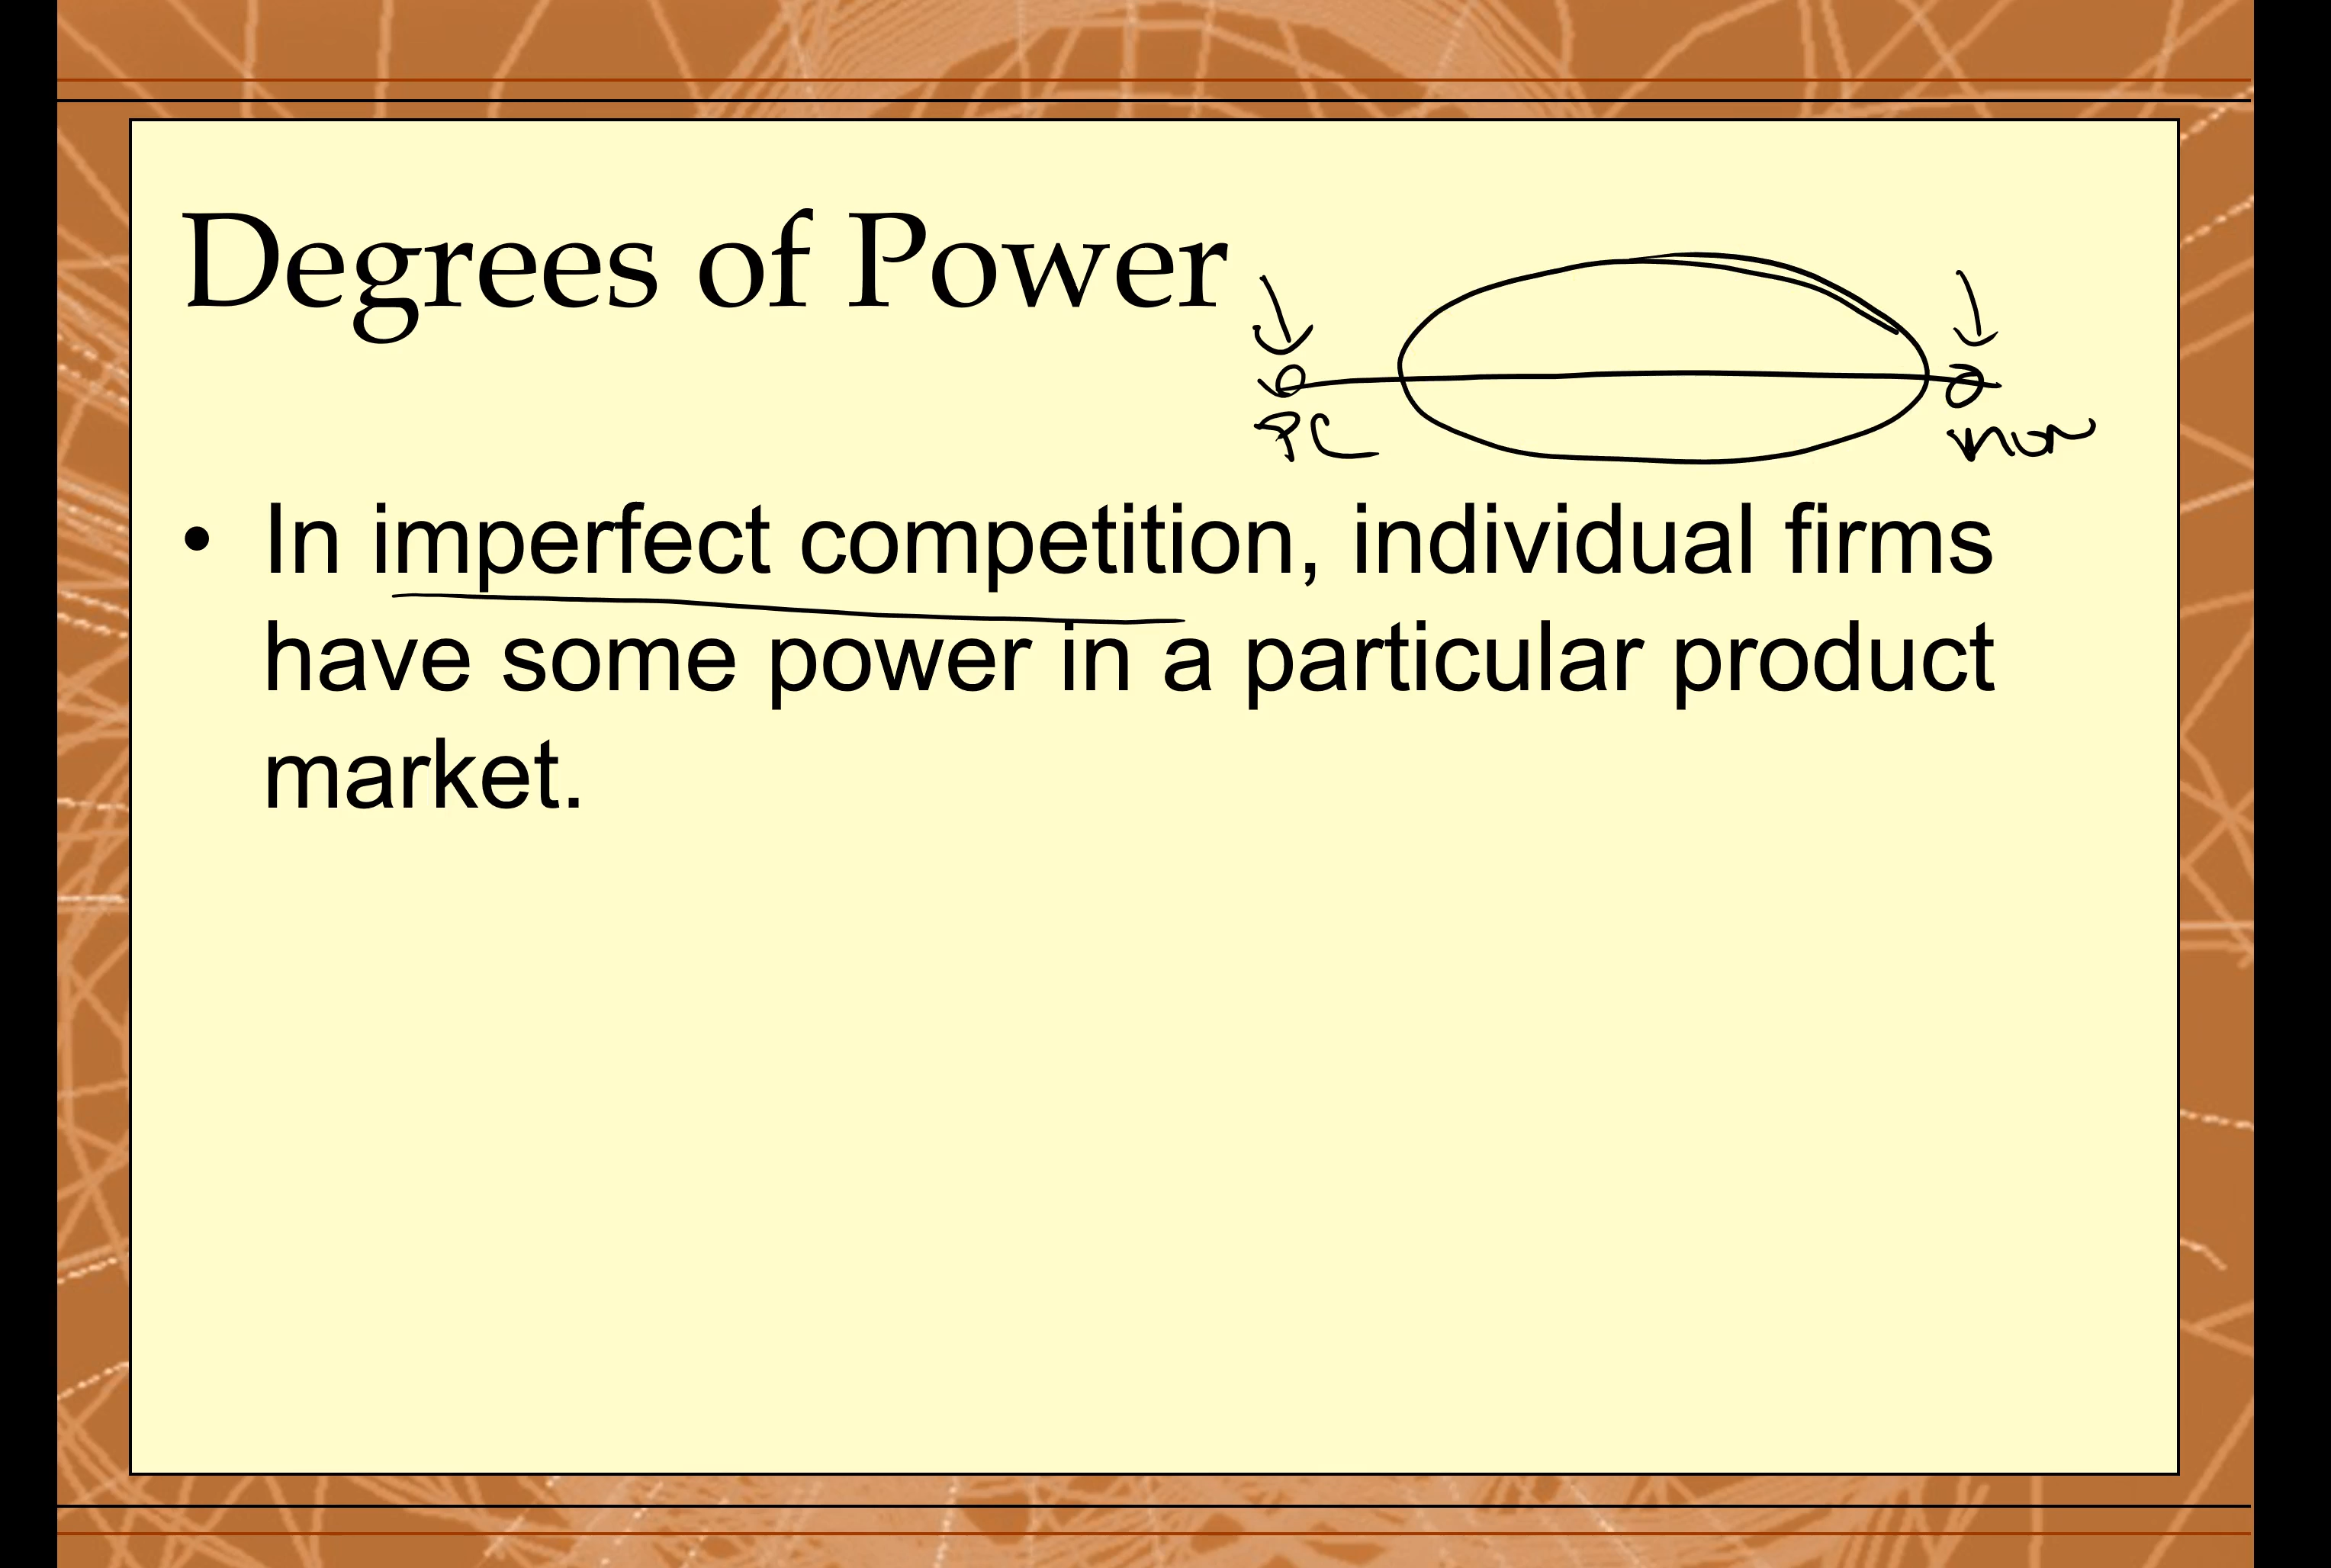 Degrees of Power
PC mon
• In imperfect competition, individual firms
have some power in a particular product
market.